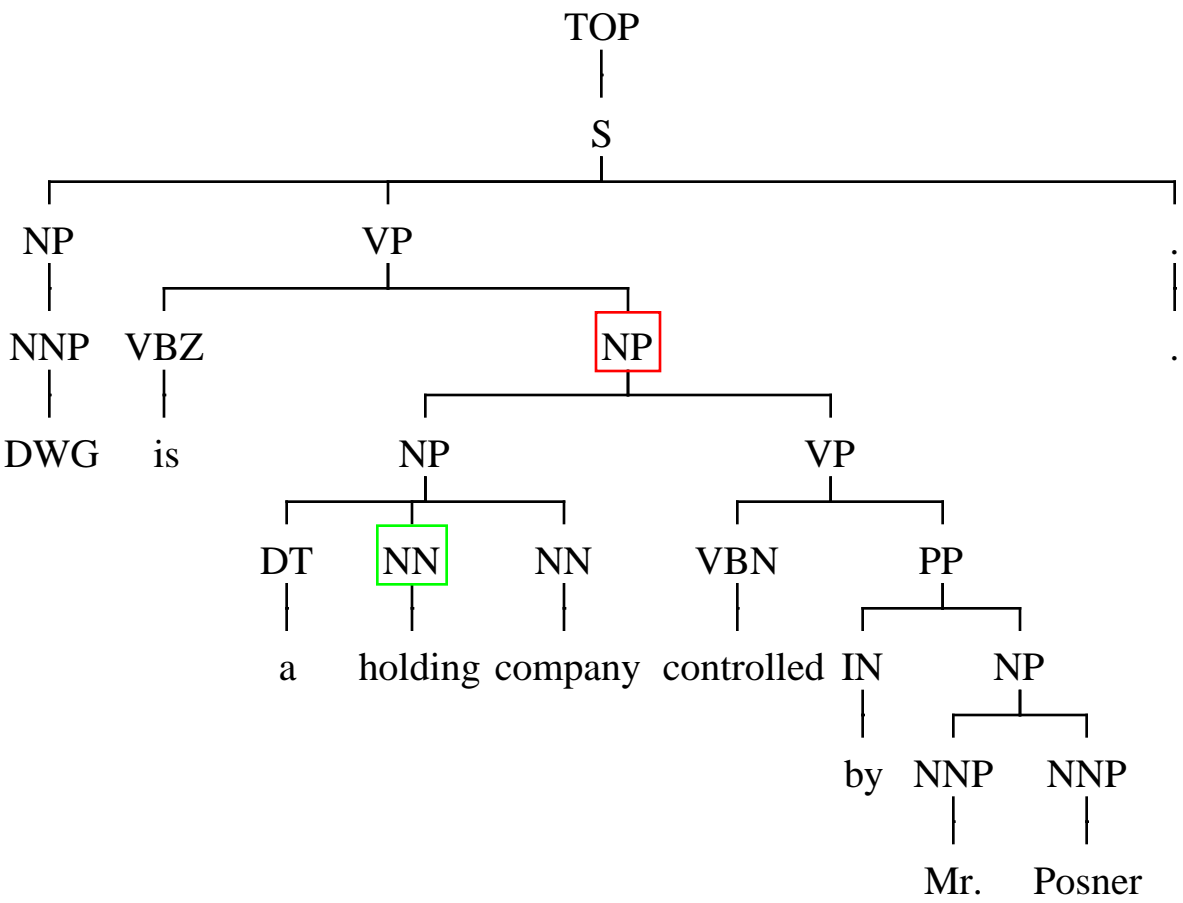 TOP
S
NP VP .
NNP VBZ NP .
DWG is NP VP
DT NN NN VBN PP
a holding company controlled IN NP
by NNP NNP
Mr. Posner